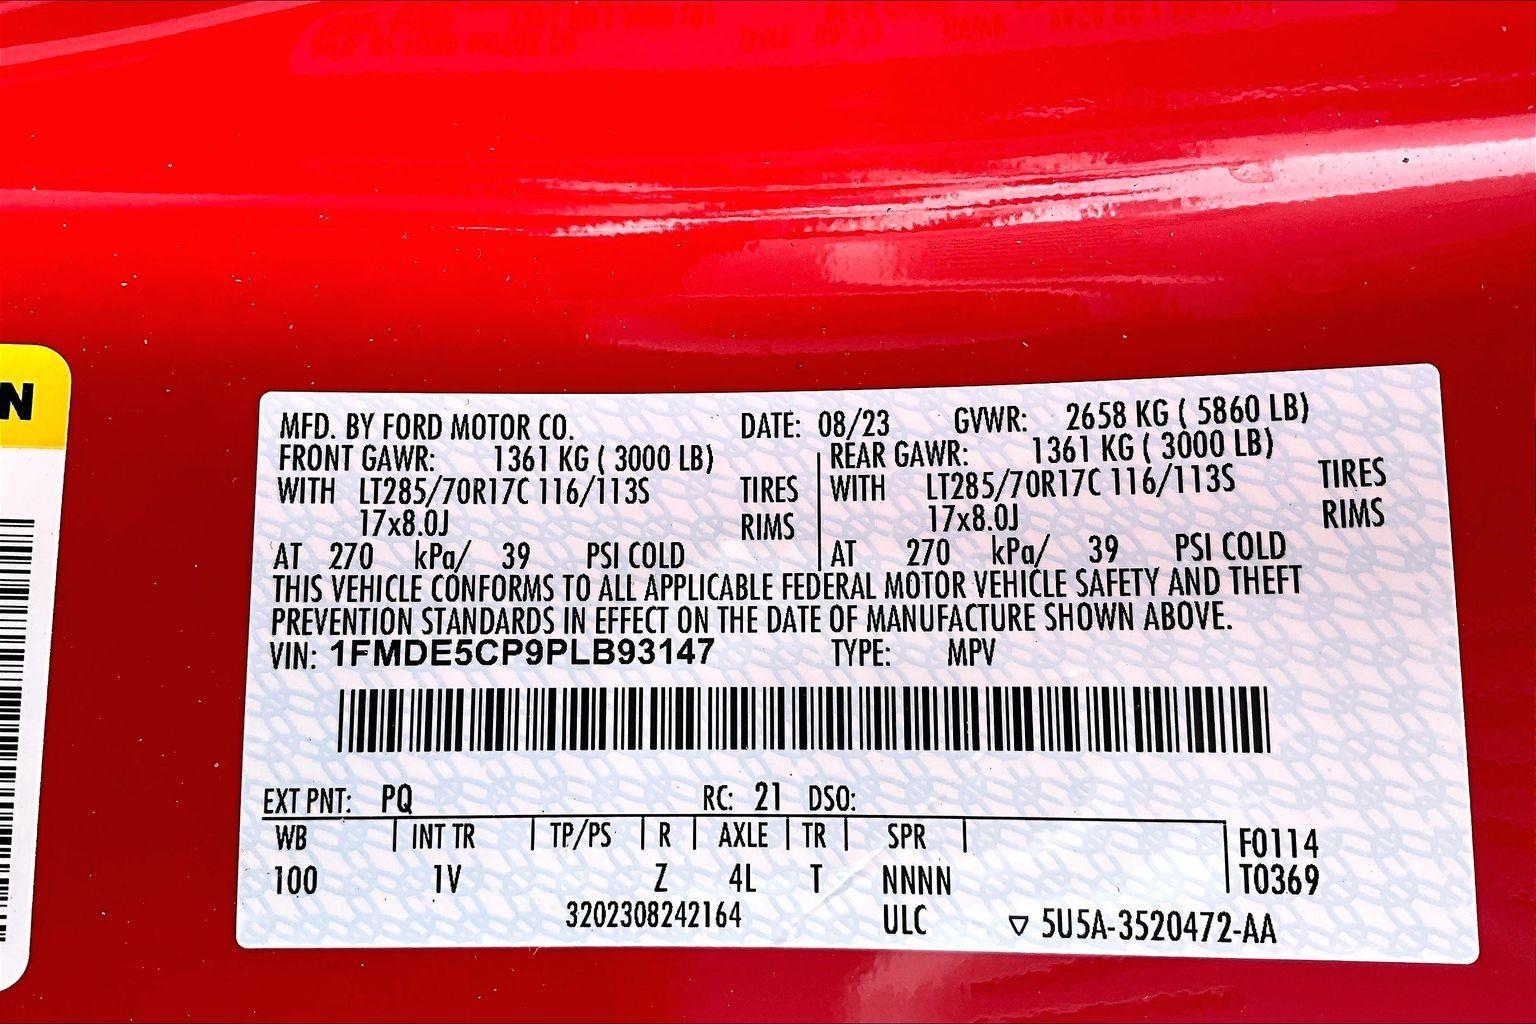 MFD. BY FORD MOTOR CO. DATE: 08/23 GVWR: 2658 KG ( 5860 LB)
FRONT GAWR: 1361 KG ( 3000 LB) REAR GAWR: 1361 KG ( 3000 LB)
WITH LT285/70R17C 116/113S TIRES WITH LT285/70R17C 116/113S TIRES
17x8.0J RIMS 17x8.0J RIMS
AT 270 kPa/ 39 PSI COLD AT 270 kPa/ 39 PSI COLD
THIS VEHICLE CONFORMS TO ALL APPLICABLE FEDERAL MOTOR VEHICLE SAFETY AND THEFT
PREVENTION STANDARDS IN EFFECT ON THE DATE OF MANUFACTURE SHOWN ABOVE.
VIN: 1FMDE5CP9PLB93147 TYPE: MPV
EXT PNT: PQ RC: 21 DSO:
WB INT TR TP/PS R AXLE TR SPR F0114
100 1V Z 4L T NNNN T0369
3202308242164 ULC ▽ 5U5A-3520472-AA
N